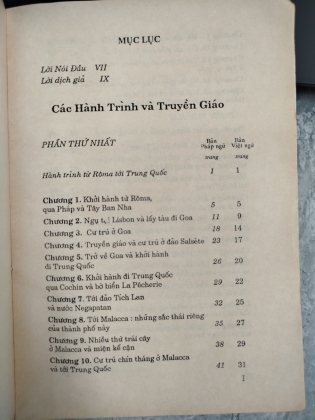 MỤC LỤC
Lời Nói Đầu VII
Lời dịch giả IX
Các Hành Trình và Truyền Giáo
PHẦN THỨ NHẤT
Bản Pháp ngữ trang
Bản Việt ngữ trang
Hành trình từ Rôma tới Trung Quốc 1 1
Chương 1. Khởi hành từ Rôma,
qua Pháp và Tây Ban Nha 5 5
Chương 2. Ngụ Lisbon và lấy tàu đi Goa 11 9
Chương 3. Cư trú ở Goa 18 14
Chương 4. Truyền giáo và cư trú ở đảo Salsète 23 17
Chương 5. Trở về Goa và khởi hành
đi Trung Quốc 26 20
Chương 6. Khởi hành đi Trung Quốc
qua Cochin và bờ biển La Pêcherie 29 22
Chương 7. Tới đảo Tích Lan
và nước Negapatan 32 25
Chương 8. Tôi Malacca : những sắc thái riêng
của thành phố này 35 27
Chương 9. Nhiều thứ trái cây
ở Malacca và miền kế cận 38 29
Chương 10. Cư trú chín tháng ở Malacca
và tới Trung Quốc 41 31
1